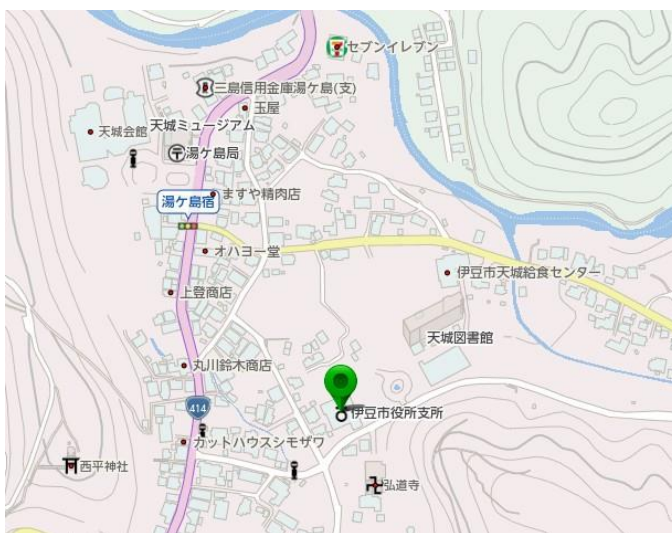 セブンイレブン
三島信用金庫湯ケ島(支)
玉屋
天城ミュージアム
天城会館
湯ケ島局
ますや精肉店
湯ケ島宿
オハヨー堂
伊豆市天城給食センター
上登商店
天城図書館
丸川鈴木商店
414
伊豆市役所支所
カットハウスシモザワ
西平神社
弘道寺